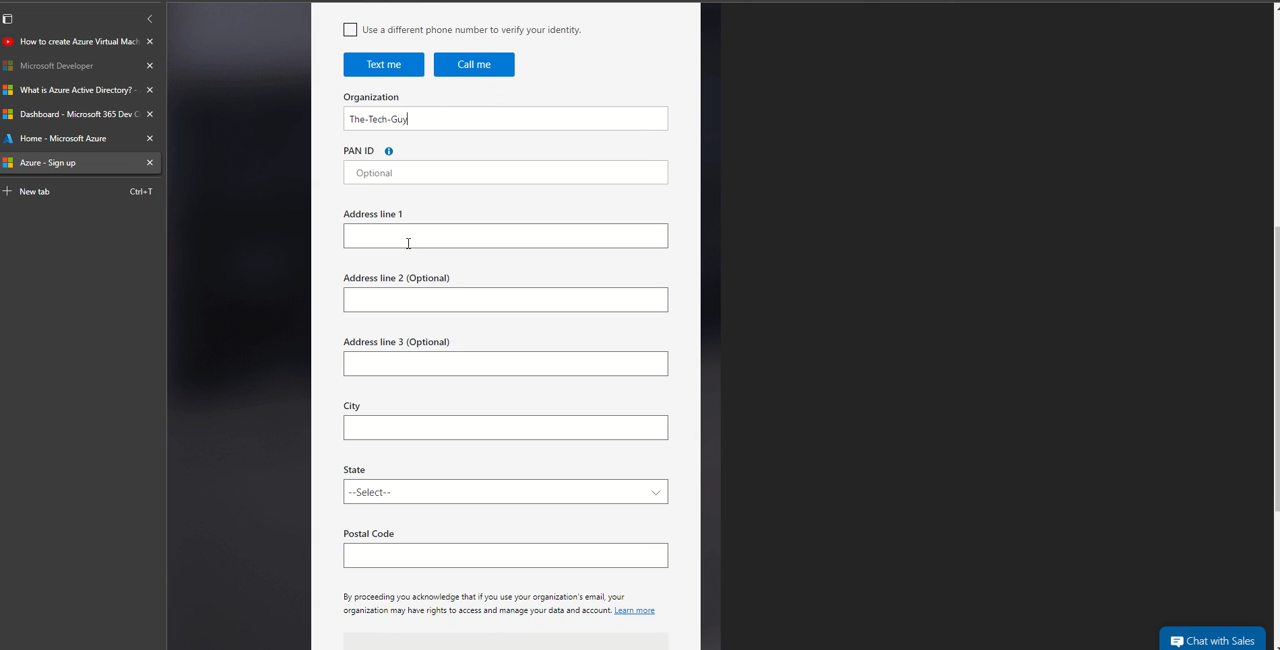 How to create Azure Virtual Mach
Microsoft Developer
What is Azure Active Directory? -
Dashboard - Microsoft 365 Dev C
Home - Microsoft Azure
Azure - Sign up
New tab Ctrl+T
Use a different phone number to verify your identity.
Text me Call me
Organization
The-Tech-Guy
PAN ID
Optional
Address line 1
Address line 2 (Optional)
Address line 3 (Optional)
City
State
--Select--
Postal Code
By proceeding you acknowledge that if you use your organization's email, your
organization may have rights to access and manage your data and account. Learn more
Chat with Sales